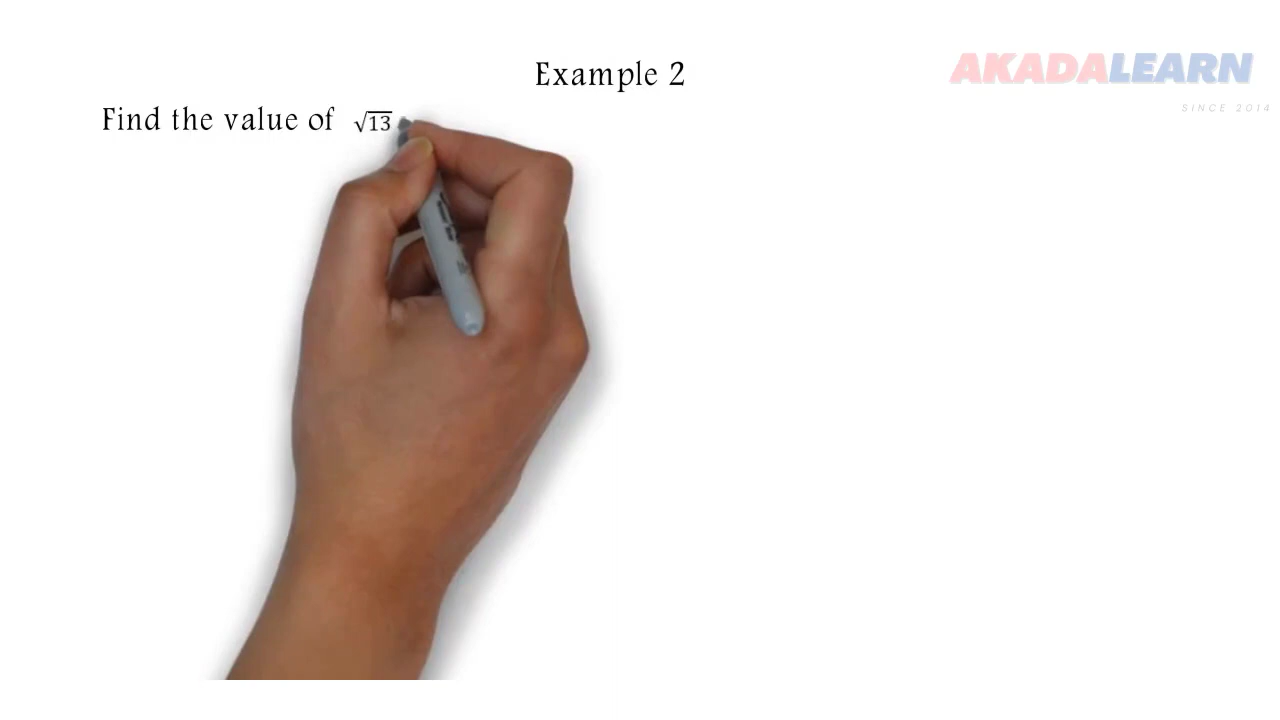 Example 2
AKADALEARN
SINCE 2014
Find the value of √13